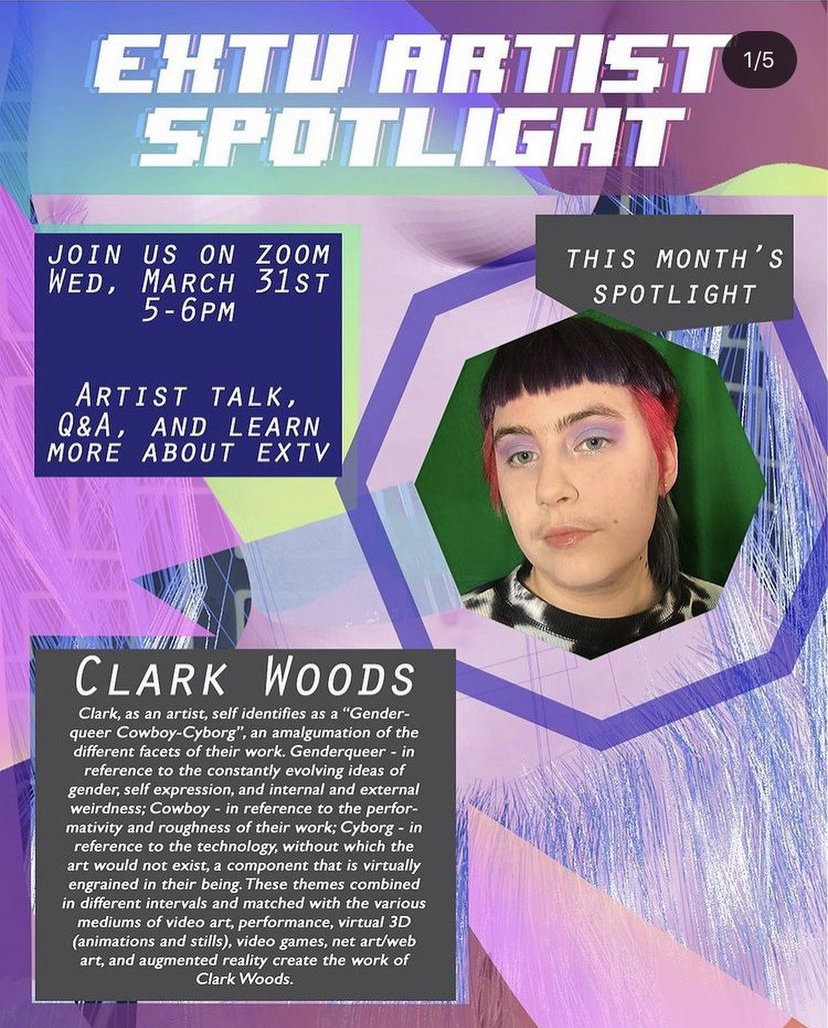 EXTV ARTIST
SPOTLIGHT
1/5
JOIN US ON ZOOM
WED, MARCH 31ST
5-6PM
ARTIST TALK,
Q&A, AND LEARN
MORE ABOUT EXTV
THIS MONTH'S
SPOTLIGHT
CLARK WOODS
Clark, as an artist, self identifies as a “Gender-
queer Cowboy-Cyborg”, an amalgumation of the
different facets of their work. Genderqueer - in
reference to the constantly evolving ideas of
gender, self expression, and internal and external
weirdness; Cowboy - in reference to the perfor-
mativity and roughness of their work; Cyborg - in
reference to the technology, without which the
art would not exist, a component that is virtually
engrained in their being. These themes combined
in different intervals and matched with the various
mediums of video art, performance, virtual 3D
(animations and stills), video games, net art/web
art, and augmented reality create the work of
Clark Woods.